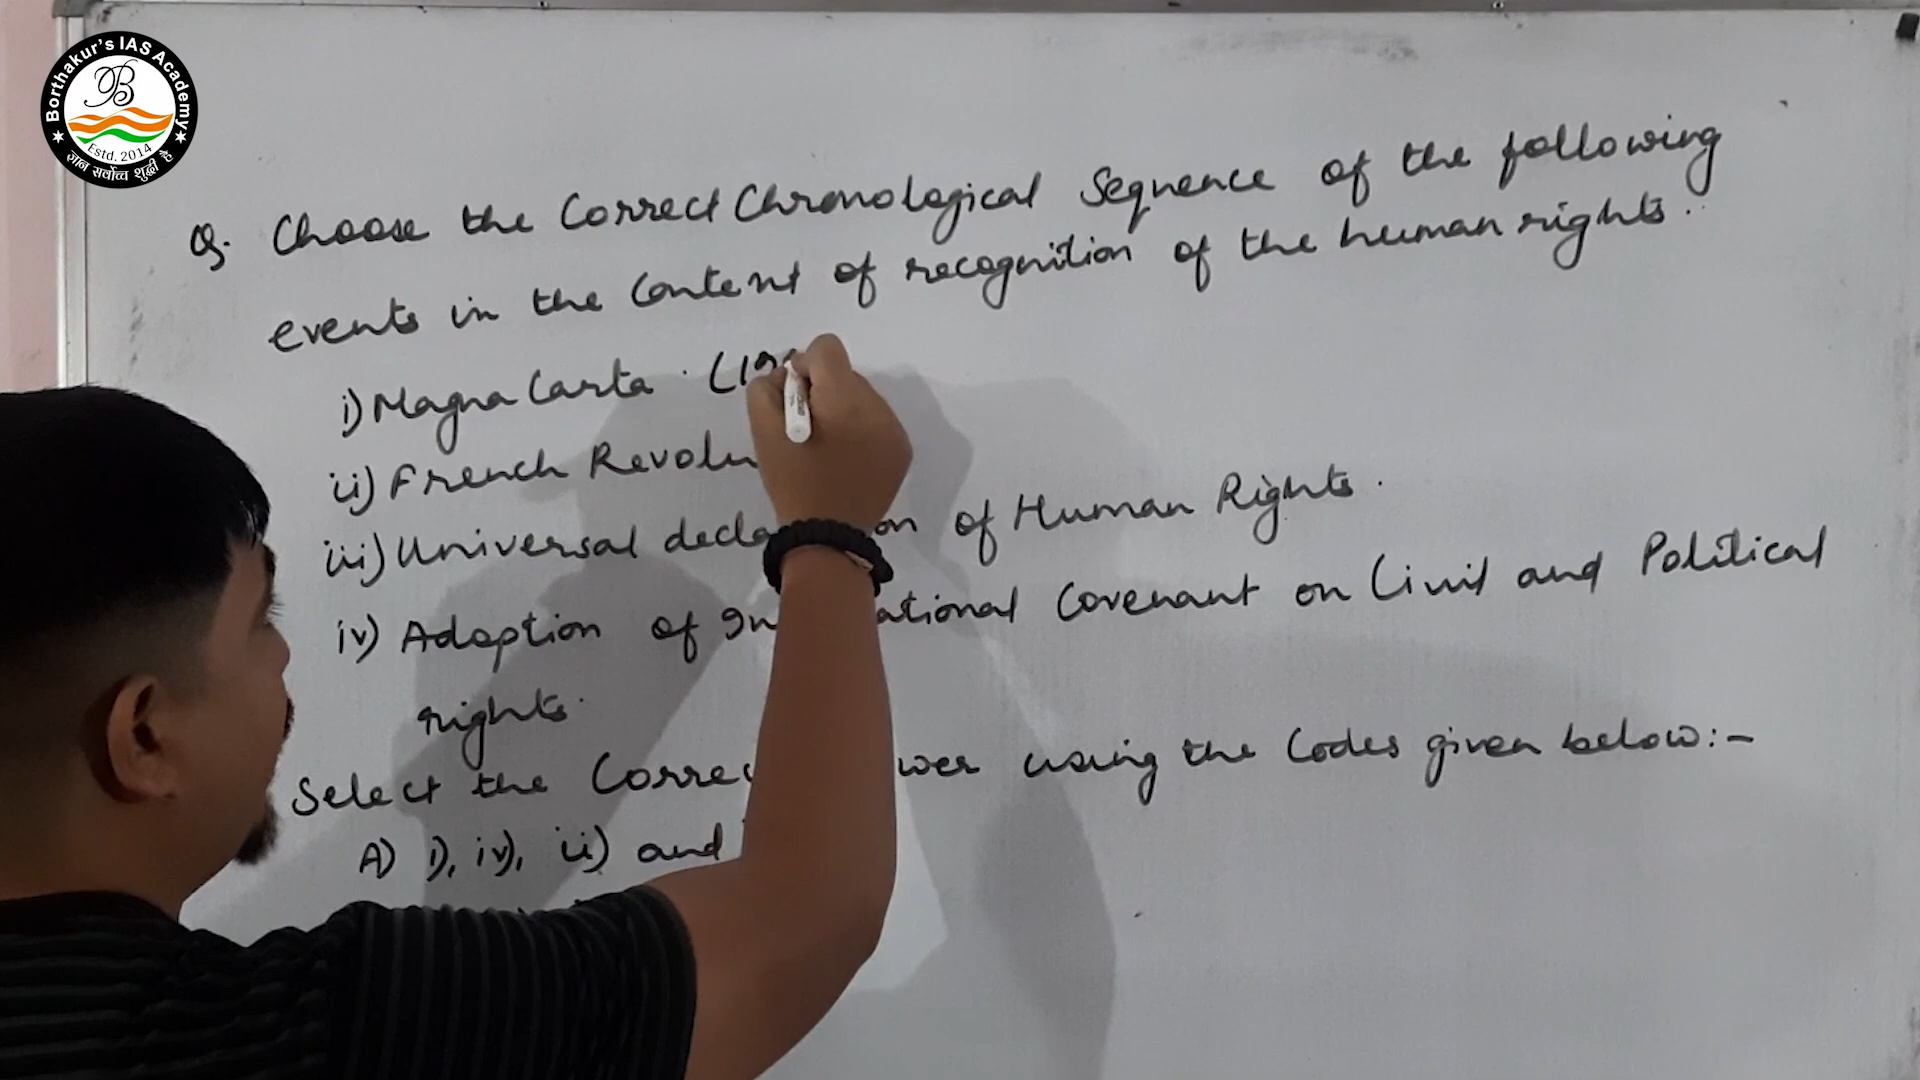 Borthakur's IAS Academy
B
Estd. 2014
ज्ञान सर्वोच्च शुद्धी है
Q. Choose the Correct Chronological Sequence of the following
events in the Content of recognition of the human rights.
i) Magna Carta. (19
ii) French Revolu
iii) Universal decla on of Human Rights.
iv) Adoption of In ational Covenant on Civil and Political
rights.
Select the Correc wer using the Codes given below:-
A) i), iv), ii) and